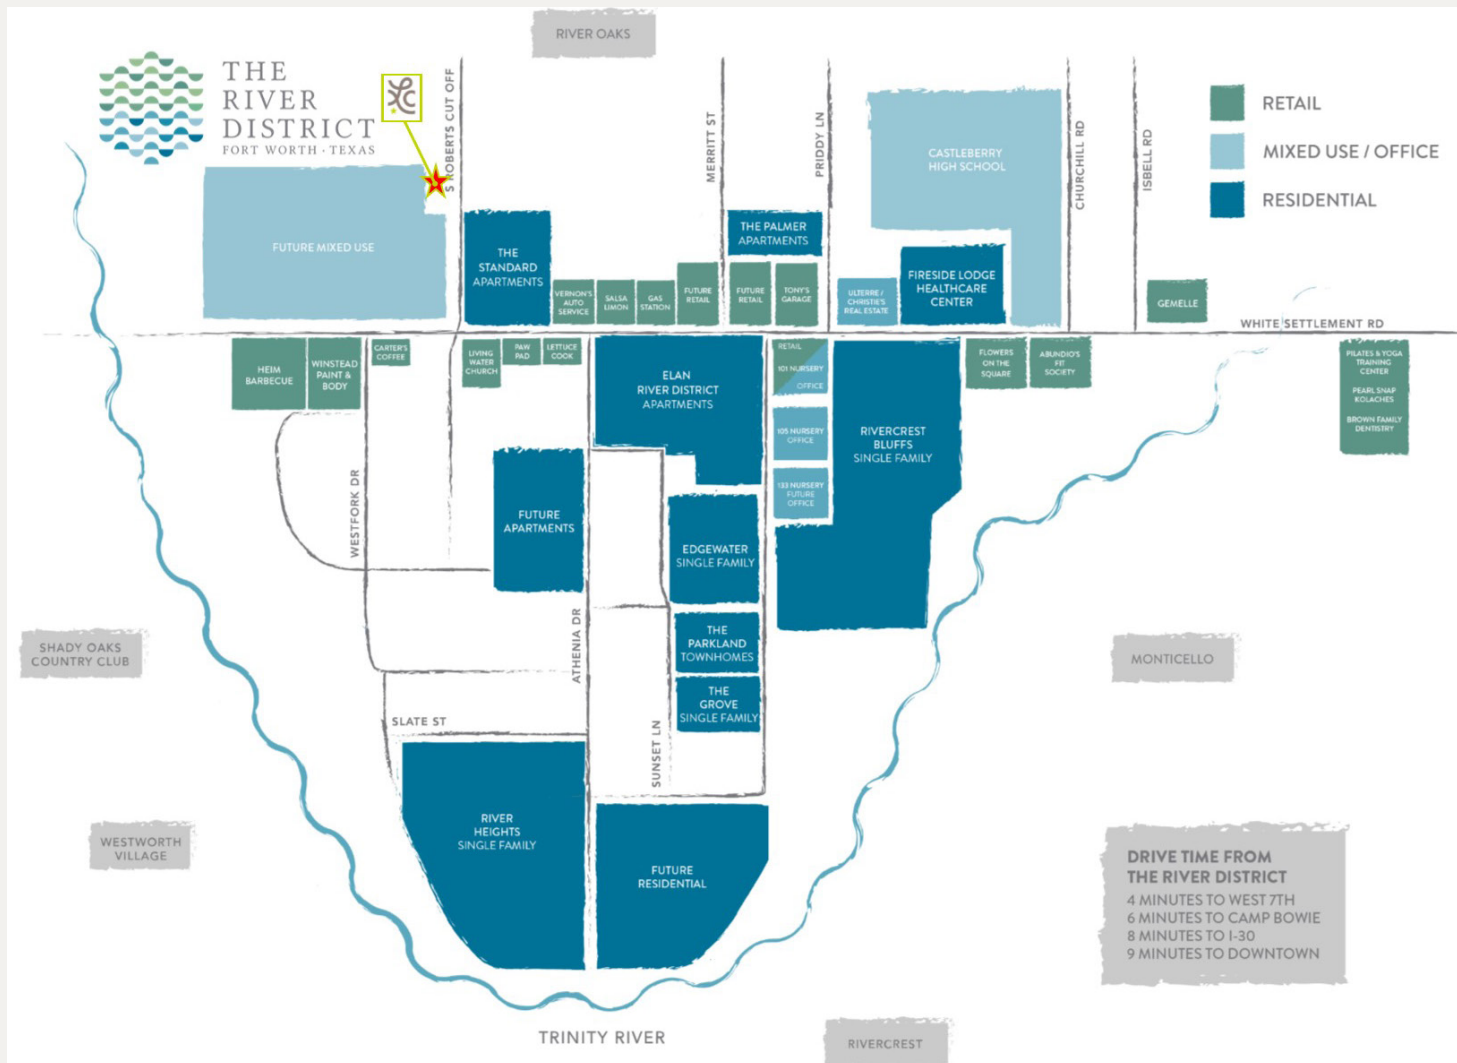 RIVER OAKS
THE
RIVER
DISTRICT
FORT WORTH · TEXAS
S ROBERTS CUT OFF
MERRITT ST
PRIDDY LN
CHURCHILL RD
ISBELL RD
RETAIL
MIXED USE / OFFICE
RESIDENTIAL
CASTLEBERRY
HIGH SCHOOL
FUTURE MIXED USE
THE
STANDARD
APARTMENTS
THE PALMER
APARTMENTS
VERNON'S
AUTO
SERVICE
SALSA
LIMON
GAS
STATION
FUTURE
RETAIL
FUTURE
RETAIL
TONY'S
GARAGE
ULTERRE /
CHRISTIE'S
REAL ESTATE
FIRESIDE LODGE
HEALTHCARE
CENTER
GEMELLE
WHITE SETTLEMENT RD
HEIM
BARBECUE
WINSTEAD
PAINT &
BODY
CARTER'S
COFFEE
LIVING
WATER
CHURCH
PAW
PAD
LETTUCE
COOK
ELAN
RIVER DISTRICT
APARTMENTS
RETAIL
101 NURSERY
OFFICE
105 NURSERY
OFFICE
133 NURSERY
FUTURE
OFFICE
RIVERCREST
BLUFFS
SINGLE FAMILY
FLOWERS
ON THE
SQUARE
ABUNDIO'S
FIT
SOCIETY
PILATES & YOGA
TRAINING
CENTER
PEARL SNAP
KOLACHES
BROWN FAMILY
DENTISTRY
WESTFORK DR
FUTURE
APARTMENTS
EDGEWATER
SINGLE FAMILY
ATHENIA DR
THE
PARKLAND
TOWNHOMES
THE
GROVE
SINGLE FAMILY
SHADY OAKS
COUNTRY CLUB
MONTICELLO
SLATE ST
SUNSET LN
RIVER
HEIGHTS
SINGLE FAMILY
FUTURE
RESIDENTIAL
WESTWORTH
VILLAGE
DRIVE TIME FROM
THE RIVER DISTRICT
4 MINUTES TO WEST 7TH
6 MINUTES TO CAMP BOWIE
8 MINUTES TO I-30
9 MINUTES TO DOWNTOWN
TRINITY RIVER
RIVERCREST